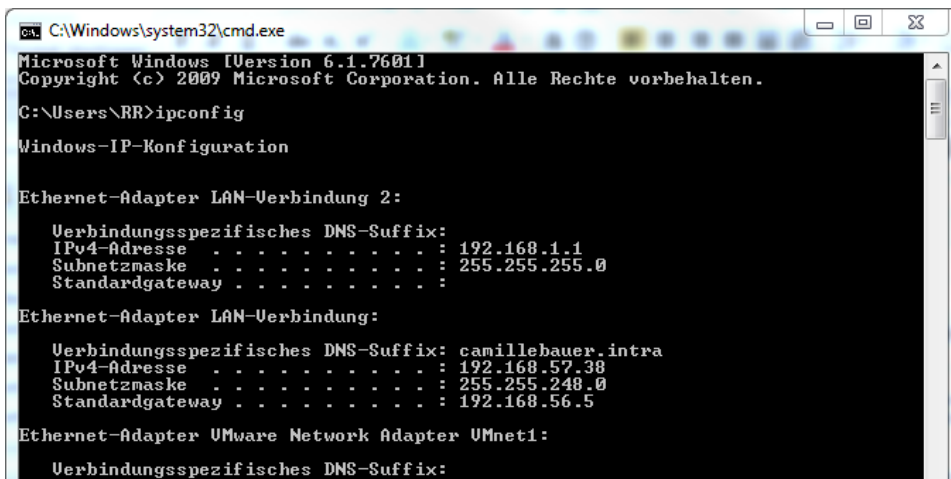 C:\Windows\system32\cmd.exe
Microsoft Windows [Version 6.1.7601]
Copyright (c) 2009 Microsoft Corporation. Alle Rechte vorbehalten.
C:\Users\RR>ipconfig
Windows-IP-Konfiguration
Ethernet-Adapter LAN-Verbindung 2:
Verbindungsspezifisches DNS-Suffix:
IPv4-Adresse . . . . . . . . . . : 192.168.1.1
Subnetzmaske . . . . . . . . . . : 255.255.255.0
Standardgateway . . . . . . . . . :
Ethernet-Adapter LAN-Verbindung:
Verbindungsspezifisches DNS-Suffix: camillebauer.intra
IPv4-Adresse . . . . . . . . . . : 192.168.57.38
Subnetzmaske . . . . . . . . . . : 255.255.248.0
Standardgateway . . . . . . . . . : 192.168.56.5
Ethernet-Adapter VMware Network Adapter VMnet1:
Verbindungsspezifisches DNS-Suffix: